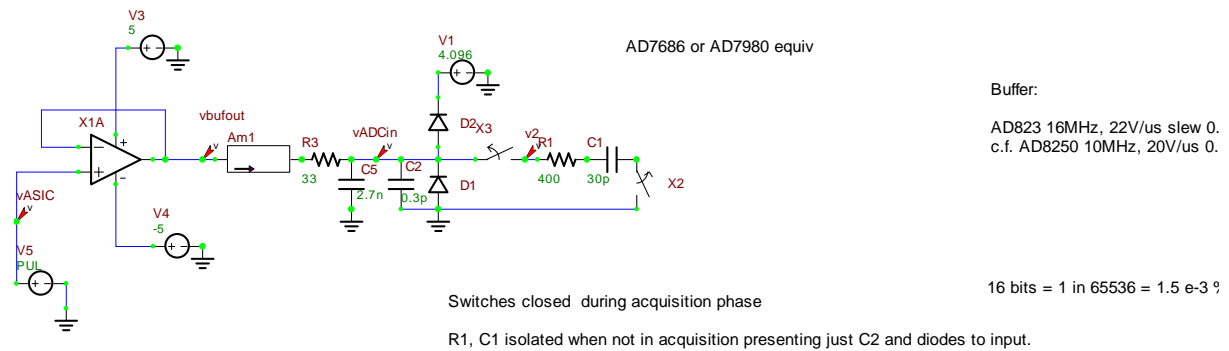 V3
5
V1
4.096
AD7686 or AD7980 equiv
Buffer:
AD823 16MHz, 22V/us slew 0.
c.f. AD8250 10MHz, 20V/us 0.
X1A
vbufout
Am1
R3
33
vADCin
C5
2.7n
C2
0.3p
D2
X3
D1
v2
R1
400
C1
30p
X2
vASIC
V4
-5
V5
PUL
Switches closed during acquisition phase
16 bits = 1 in 65536 = 1.5 e-3 %
R1, C1 isolated when not in acquisition presenting just C2 and diodes to input.